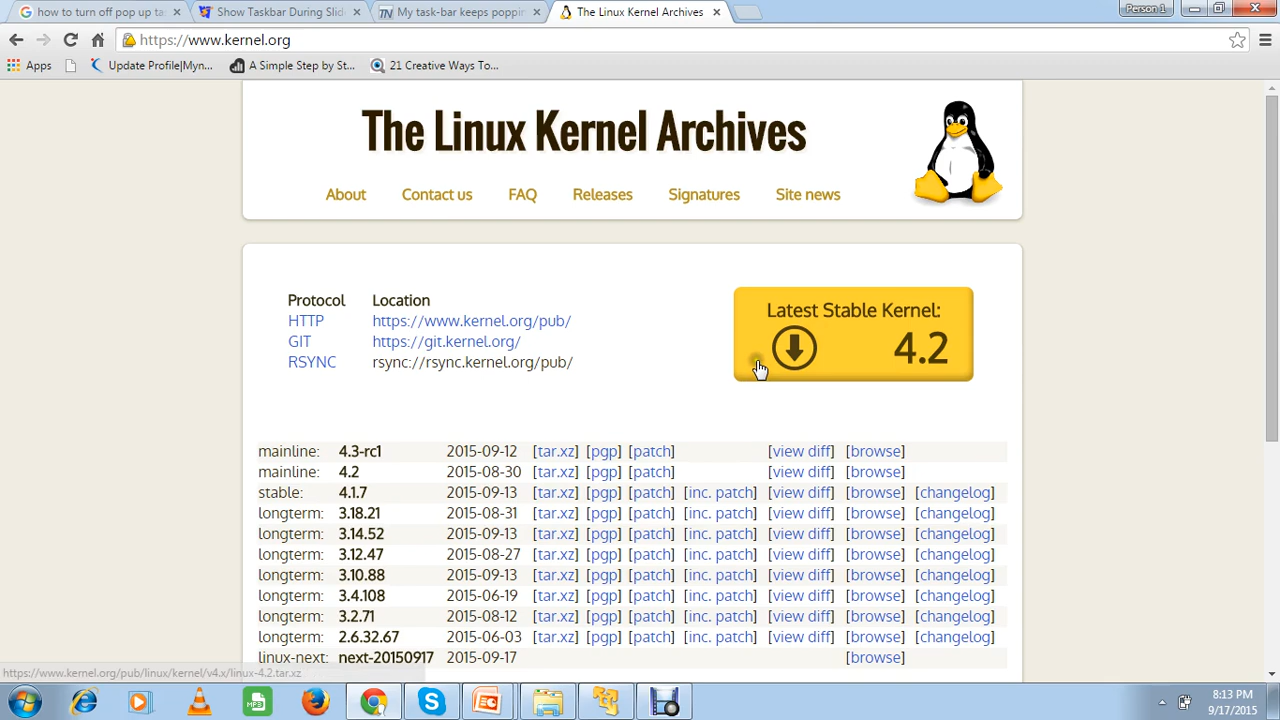 how to turn off pop up ta
Show Taskbar During Slid
My task-bar keeps poppin
The Linux Kernel Archives
Person 1
https://www.kernel.org
Apps
Update Profile|Myn...
A Simple Step by St...
21 Creative Ways To...
The Linux Kernel Archives
About Contact us FAQ Releases Signatures Site news
Protocol Location
HTTP https://www.kernel.org/pub/
GIT https://git.kernel.org/
RSYNC rsync://rsync.kernel.org/pub/
Latest Stable Kernel:
4.2
mainline: 4.3-rc1 2015-09-12 [tar.xz] [pgp] [patch] [view diff] [browse]
mainline: 4.2 2015-08-30 [tar.xz] [pgp] [patch] [view diff] [browse]
stable: 4.1.7 2015-09-13 [tar.xz] [pgp] [patch] [inc. patch] [view diff] [browse] [changelog]
longterm: 3.18.21 2015-08-31 [tar.xz] [pgp] [patch] [inc. patch] [view diff] [browse] [changelog]
longterm: 3.14.52 2015-09-13 [tar.xz] [pgp] [patch] [inc. patch] [view diff] [browse] [changelog]
longterm: 3.12.47 2015-08-27 [tar.xz] [pgp] [patch] [inc. patch] [view diff] [browse] [changelog]
longterm: 3.10.88 2015-09-13 [tar.xz] [pgp] [patch] [inc. patch] [view diff] [browse] [changelog]
longterm: 3.4.108 2015-06-19 [tar.xz] [pgp] [patch] [inc. patch] [view diff] [browse] [changelog]
longterm: 3.2.71 2015-08-12 [tar.xz] [pgp] [patch] [inc. patch] [view diff] [browse] [changelog]
longterm: 2.6.32.67 2015-06-03 [tar.xz] [pgp] [patch] [inc. patch] [view diff] [browse] [changelog]
linux-next: next-20150917 2015-09-17 [browse]
https://www.kernel.org/pub/linux/kernel/v4.x/linux-4.2.tar.xz
MP3
8:13 PM
9/17/2015